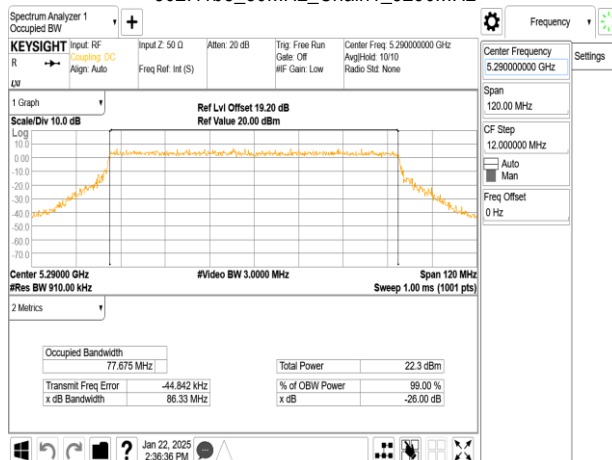 Spectrum Analyzer 1
Occupied BW
KEYSIGHT
R
LXI
Input: RF
Coupling: DC
Align: Auto
Input Z: 50 Ω
Freq Ref: Int (S)
Atten: 20 dB
Trig: Free Run
Gate: Off
#IF Gain: Low
Center Freq: 5.290000000 GHz
Avg|Hold: 10/10
Radio Std: None
1 Graph
Scale/Div 10.0 dB
Ref Lvl Offset 19.20 dB
Ref Value 20.00 dBm
Log
10.0
0.00
-10.0
-20.0
-30.0
-40.0
-50.0
-60.0
-70.0
Center 5.29000 GHz
#Res BW 910.00 kHz
#Video BW 3.0000 MHz
Span 120 MHz
Sweep 1.00 ms (1001 pts)
2 Metrics
Occupied Bandwidth
77.675 MHz
Transmit Freq Error -44.842 kHz
x dB Bandwidth 86.33 MHz
Total Power 22.3 dBm
% of OBW Power 99.00 %
x dB -26.00 dB
Jan 22, 2025
2:36:36 PM
Frequency
Center Frequency
5.290000000 GHz
Span
120.00 MHz
CF Step
12.000000 MHz
Auto
Man
Freq Offset
0 Hz
Settings